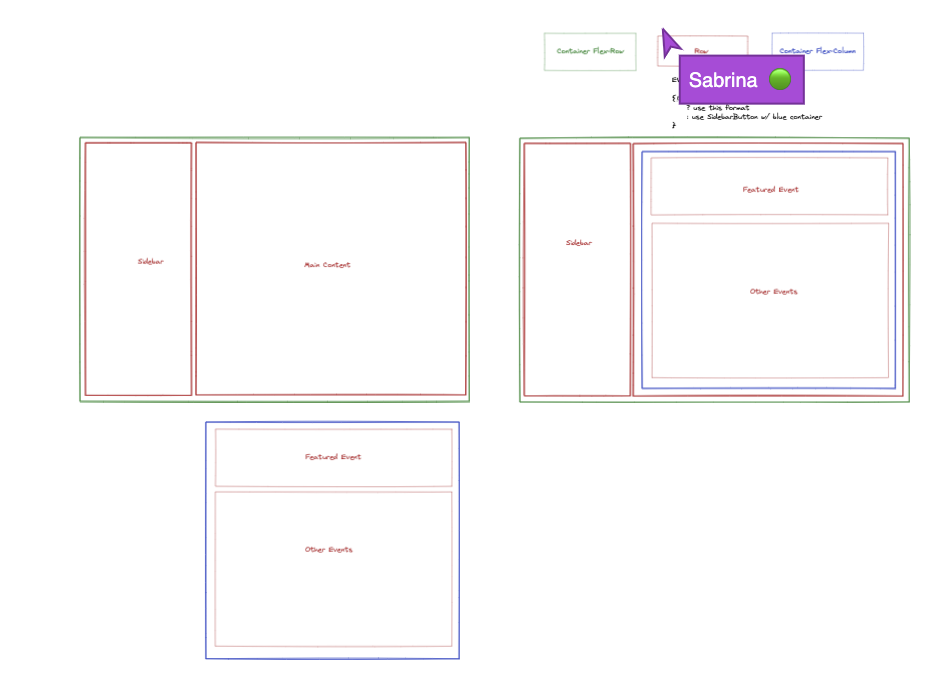 Container Flex-Row
Row
Container Flex-Column
Sabrina
? use this format
: use SidebarButton w/ blue container
}
Sidebar
Main Content
Sidebar
Featured Event
Other Events
Featured Event
Other Events